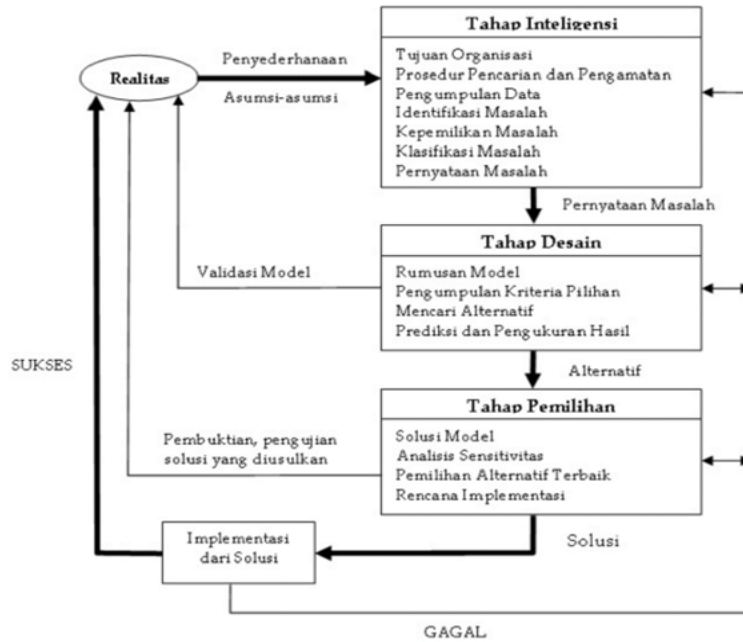 Tahap Inteligensi
Penyederhanaan
Realitas
Asumsi-asumsi
Tujuan Organisasi
Prosedur Pencarian dan Pengamatan
Pengumpulan Data
Identifikasi Masalah
Kepemilikan Masalah
Klasifikasi Masalah
Pernyataan Masalah
Pernyataan Masalah
Tahap Desain
Validasi Model
Rumusan Model
Pengumpulan Kriteria Pilihan
Mencari Alternatif
Prediksi dan Pengukuran Hasil
SUKSES
Alternatif
Tahap Pemilihan
Pembuktian, pengujian
solusi yang diusulkan
Solusi Model
Analisis Sensitivitas
Pemilihan Alternatif Terbaik
Rencana Implementasi
Implementasi
dari Solusi
Solusi
GAGAL